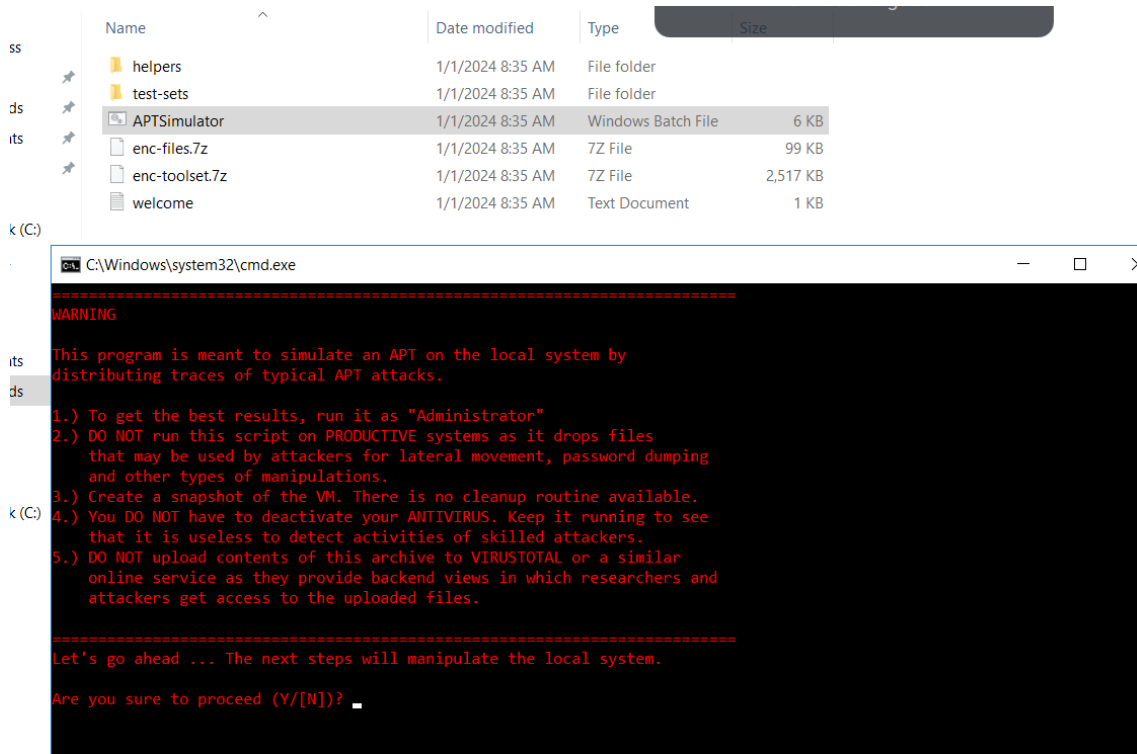 Name Date modified Type Size
ss
helpers 1/1/2024 8:35 AM File folder
test-sets 1/1/2024 8:35 AM File folder
ds
APTSimulator 1/1/2024 8:35 AM Windows Batch File 6 KB
nts
enc-files.7z 1/1/2024 8:35 AM 7Z File 99 KB
enc-toolset.7z 1/1/2024 8:35 AM 7Z File 2,517 KB
welcome 1/1/2024 8:35 AM Text Document 1 KB
k (C:)
C:\Windows\system32\cmd.exe
==========================================================================
WARNING
This program is meant to simulate an APT on the local system by
nts
distributing traces of typical APT attacks.
ds
1.) To get the best results, run it as "Administrator"
2.) DO NOT run this script on PRODUCTIVE systems as it drops files
that may be used by attackers for lateral movement, password dumping
and other types of manipulations.
3.) Create a snapshot of the VM. There is no cleanup routine available.
k (C:)
4.) You DO NOT have to deactivate your ANTIVIRUS. Keep it running to see
that it is useless to detect activities of skilled attackers.
5.) DO NOT upload contents of this archive to VIRUSTOTAL or a similar
online service as they provide backend views in which researchers and
attackers get access to the uploaded files.
==========================================================================
Let's go ahead ... The next steps will manipulate the local system.
Are you sure to proceed (Y/[N])?